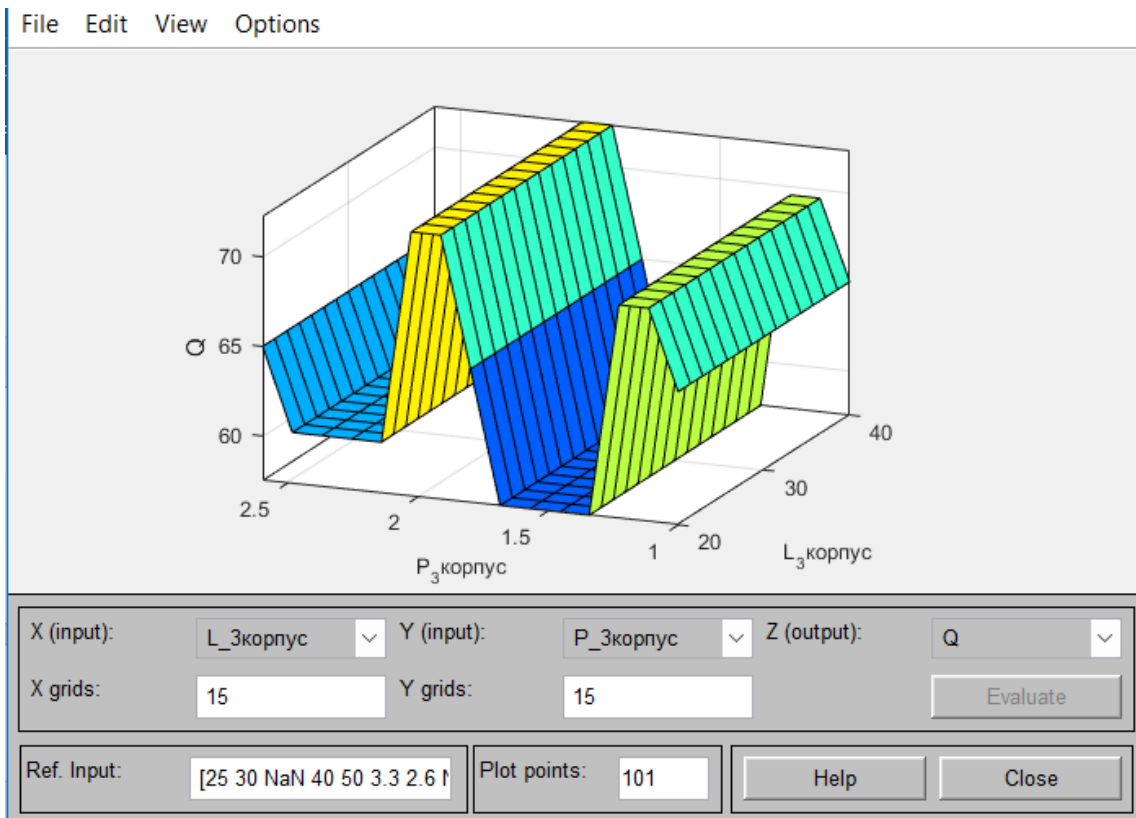 File Edit View Options
70
65
60
Q
2.5
2
1.5
1
20
30
40
P₃корпус
L₃корпус
X (input): L_3корпус Y (input): P_3корпус Z (output): Q
X grids: 15 Y grids: 15 Evaluate
Ref. Input: [25 30 NaN 40 50 3.3 2.6 Plot points: 101 Help Close